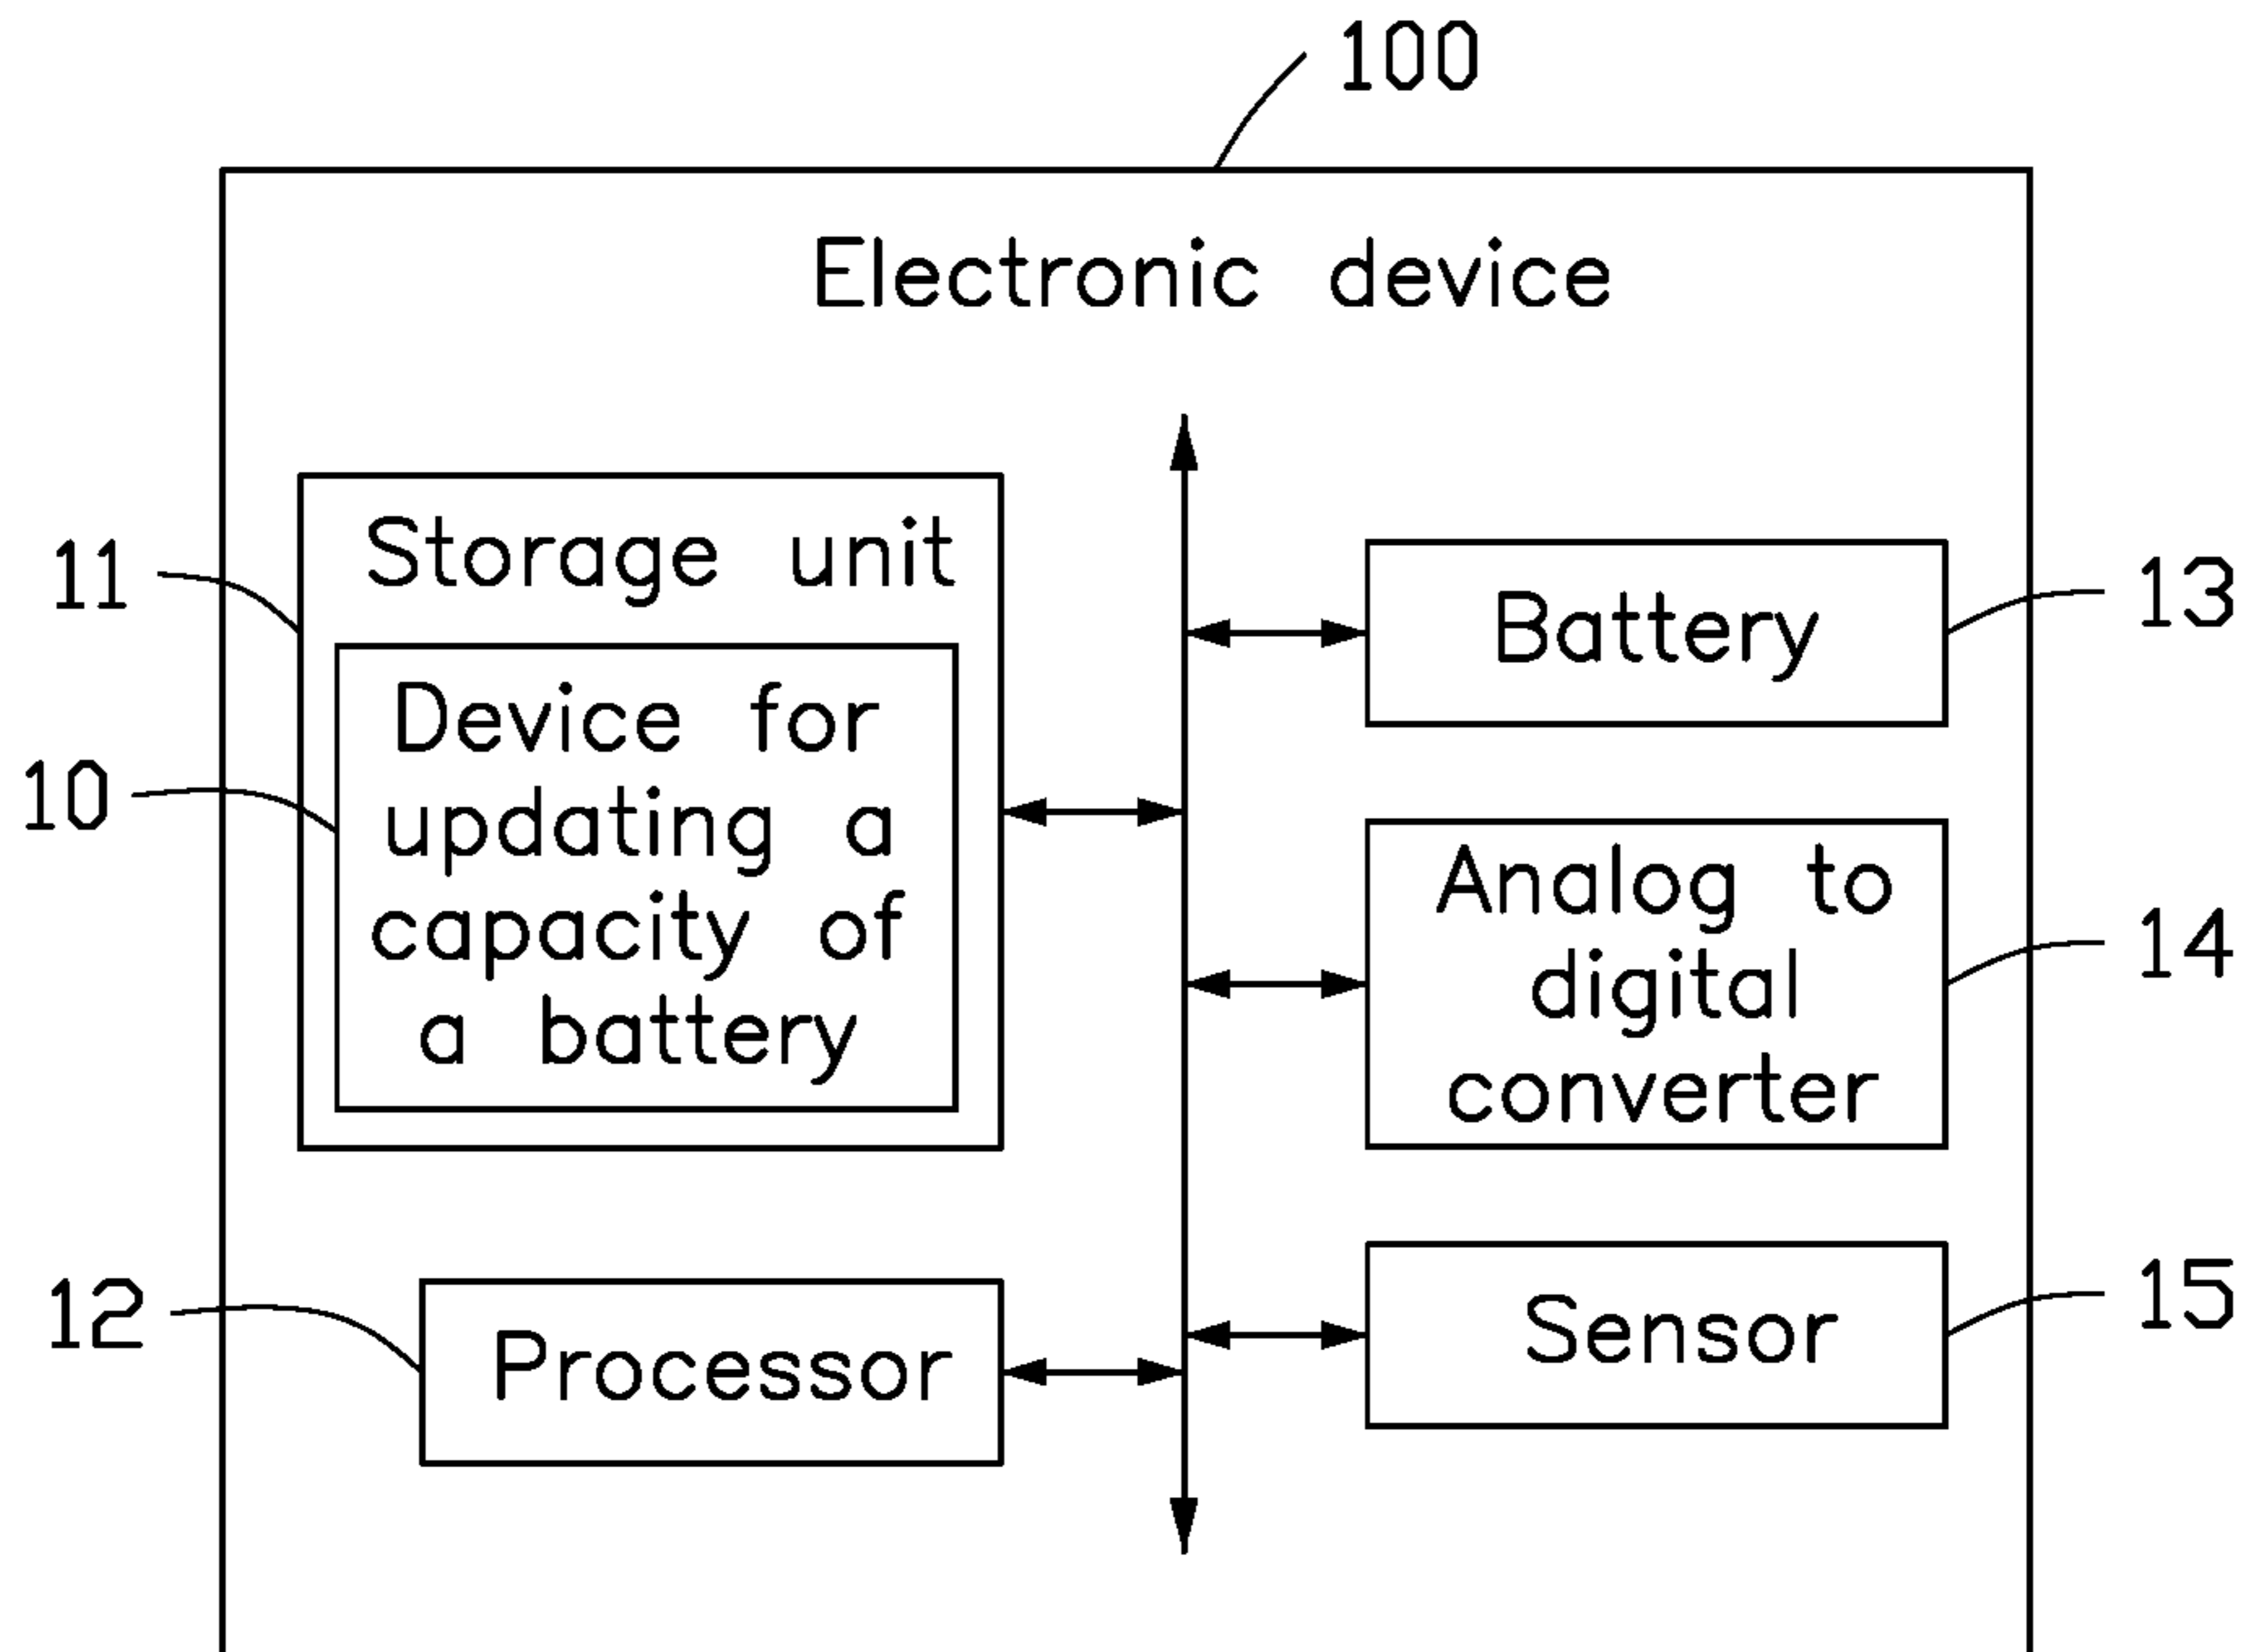 100
Electronic device
11
Storage unit
10
Device for
updating a
capacity of
a battery
12
Processor
Battery
13
Analog to
digital
converter
14
Sensor
15